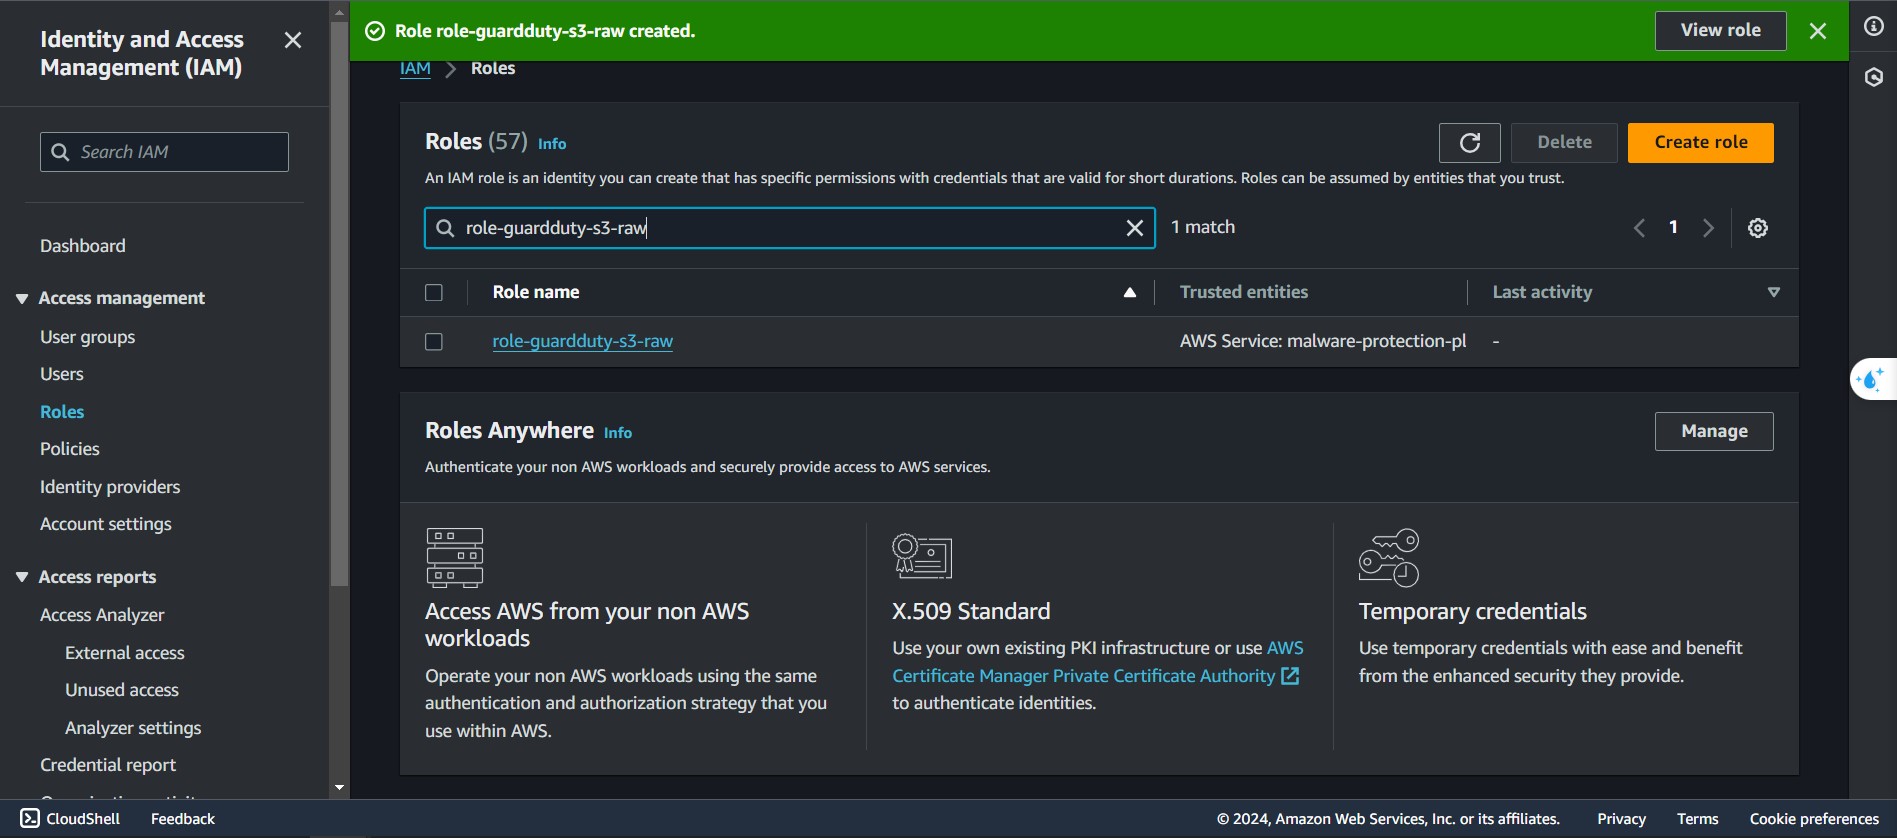 Identity and Access
Management (IAM)
Search IAM
Dashboard
Access management
User groups
Users
Roles
Policies
Identity providers
Account settings
Access reports
Access Analyzer
External access
Unused access
Analyzer settings
Credential report
Role role-guardduty-s3-raw created.
View role
IAM
Roles
Roles (57) Info
Delete
Create role
An IAM role is an identity you can create that has specific permissions with credentials that are valid for short durations. Roles can be assumed by entities that you trust.
role-guardduty-s3-raw
1 match
1
Role name
Trusted entities
Last activity
role-guardduty-s3-raw
AWS Service: malware-protection-pl
-
Roles Anywhere Info
Manage
Authenticate your non AWS workloads and securely provide access to AWS services.
Access AWS from your non AWS
workloads
Operate your non AWS workloads using the same
authentication and authorization strategy that you
use within AWS.
X.509 Standard
Use your own existing PKI infrastructure or use AWS
Certificate Manager Private Certificate Authority
to authenticate identities.
Temporary credentials
Use temporary credentials with ease and benefit
from the enhanced security they provide.
CloudShell
Feedback
© 2024, Amazon Web Services, Inc. or its affiliates.
Privacy
Terms
Cookie preferences